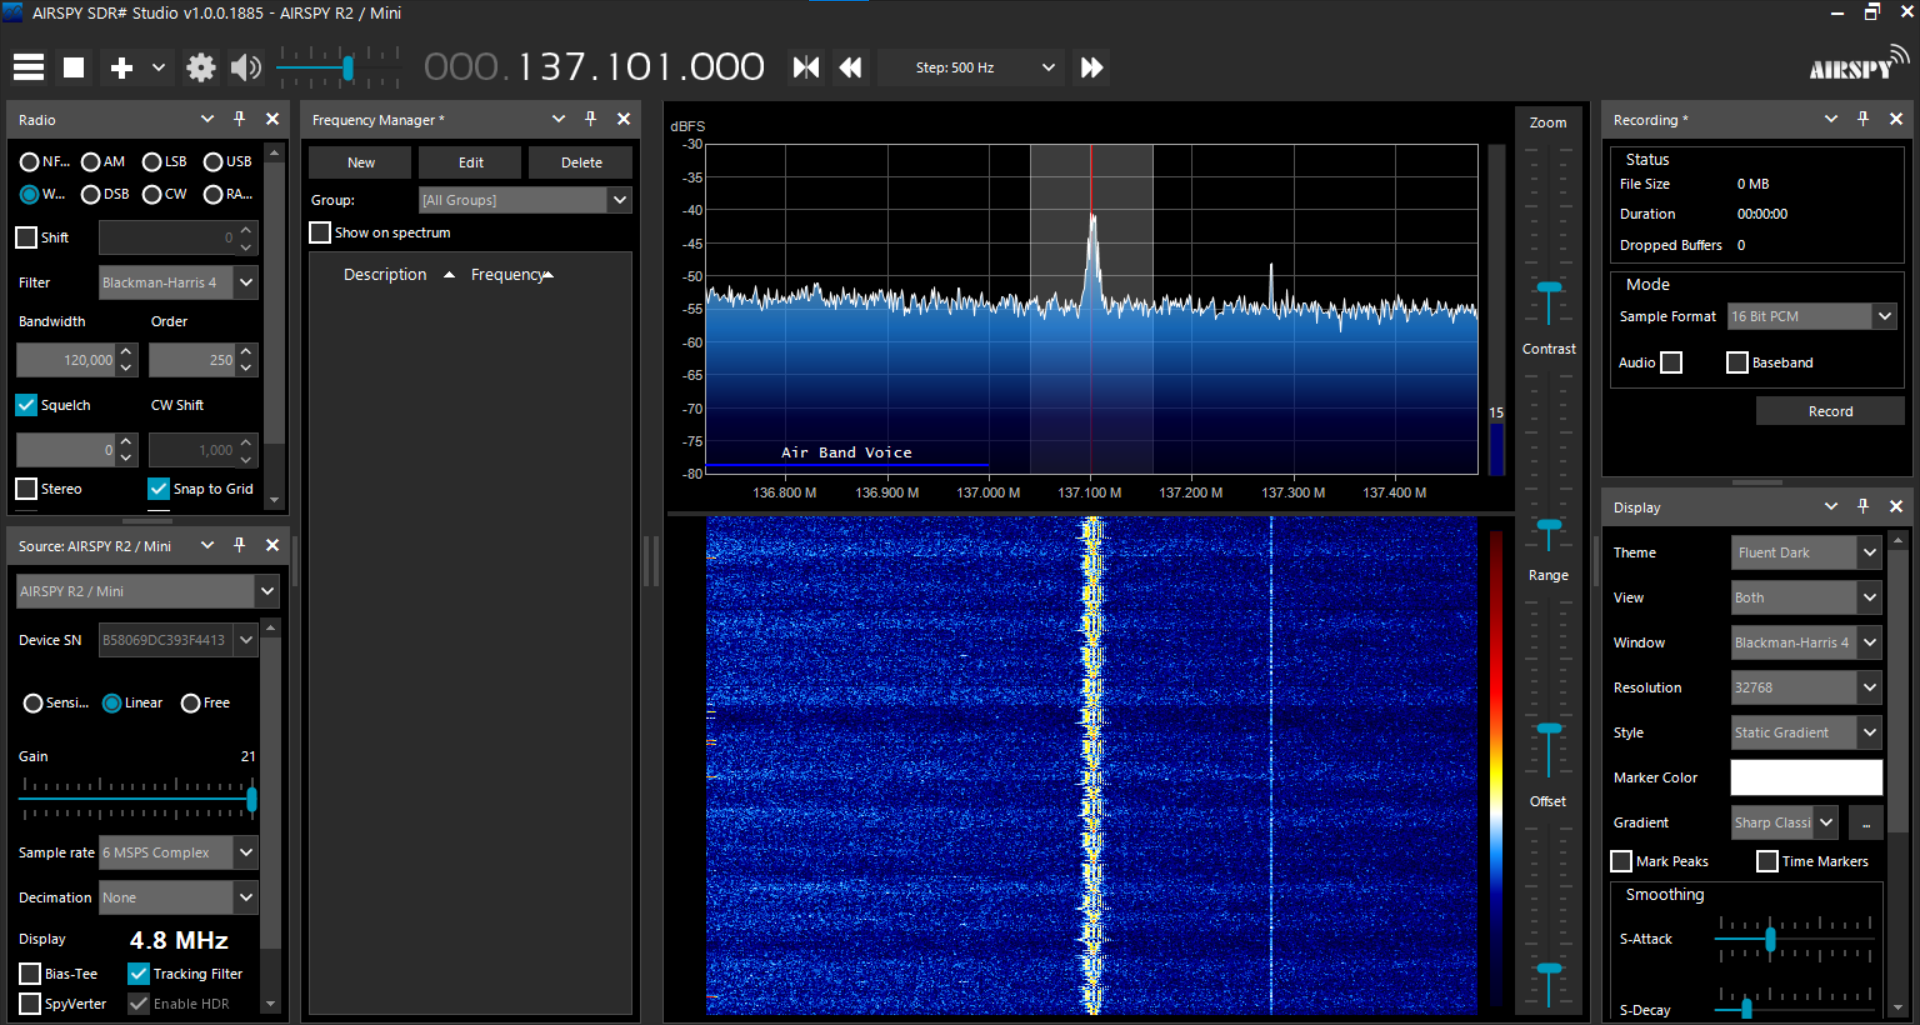 AIRSPY SDR# Studio v1.0.0.1885 - AIRSPY R2 / Mini
000.137.101.000
Step: 500 Hz
AIRSPY
Radio
NF... AM LSB USB
W... DSB CW RA...
Shift 0
Filter Blackman-Harris 4
Bandwidth Order
120,000 250
Squelch CW Shift
0 1,000
Stereo Snap to Grid
Source: AIRSPY R2 / Mini
AIRSPY R2 / Mini
Device SN B58069DC393F4413
Sensi... Linear Free
Gain 21
Sample rate 6 MSPS Complex
Decimation None
Display 4.8 MHz
Bias-Tee Tracking Filter
SpyVerter Enable HDR
Frequency Manager *
New Edit Delete
Group: [All Groups]
Show on spectrum
Description Frequency
dBFS
-30
-35
-40
-45
-50
-55
-60
-65
-70
-75
-80
Air Band Voice
136.800 M 136.900 M 137.000 M 137.100 M 137.200 M 137.300 M 137.400 M
15
Zoom
Contrast
Range
Offset
Recording *
Status
File Size 0 MB
Duration 00:00:00
Dropped Buffers 0
Mode
Sample Format 16 Bit PCM
Audio Baseband
Record
Display
Theme Fluent Dark
View Both
Window Blackman-Harris 4
Resolution 32768
Style Static Gradient
Marker Color
Gradient Sharp Classi ...
Mark Peaks Time Markers
Smoothing
S-Attack
S-Decay